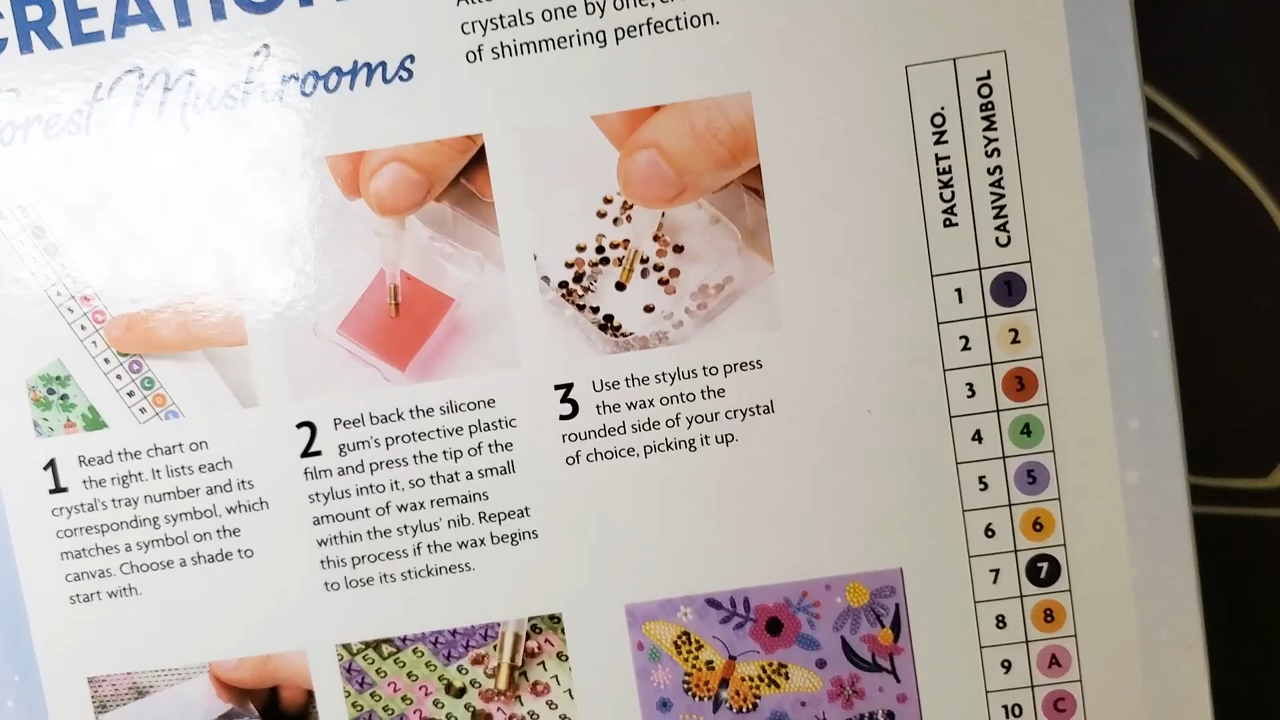 crystals one by one,
of shimmering perfection.
Mushrooms
1 Read the chart on
the right. It lists each
crystal's tray number and its
corresponding symbol, which
matches a symbol on the
canvas. Choose a shade to
start with.
2 Peel back the silicone
gum's protective plastic
film and press the tip of the
stylus into it, so that a small
amount of wax remains
within the stylus' nib. Repeat
this process if the wax begins
to lose its stickiness.
3 Use the stylus to press
the wax onto the
rounded side of your crystal
of choice, picking it up.
PACKET NO. CANVAS SYMBOL
1 1
2 2
3 3
4 4
5 5
6 6
7 7
8 8
9 A
10 C